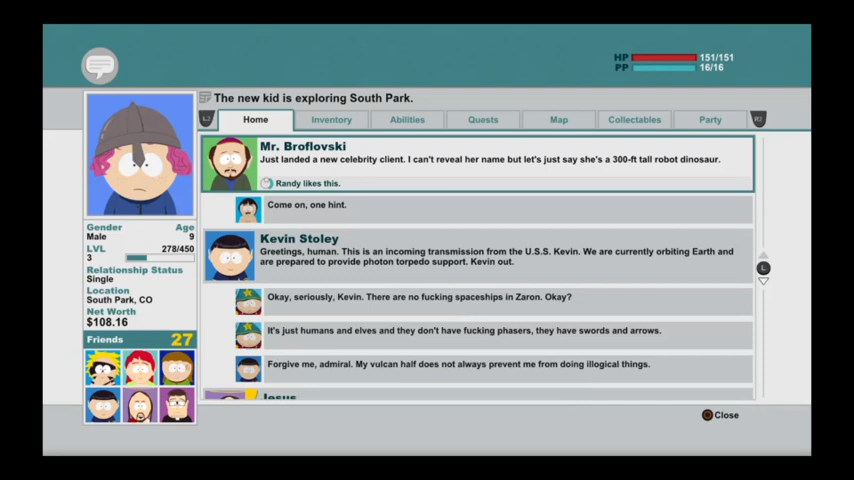 HP 151/151
PP 16/16
The new kid is exploring South Park.
L2 Home Inventory Abilities Quests Map Collectables Party R1
Mr. Broflovski
Just landed a new celebrity client. I can't reveal her name but let's just say she's a 300-ft tall robot dinosaur.
Randy likes this.
Come on, one hint.
Kevin Stoley
Greetings, human. This is an incoming transmission from the U.S.S. Kevin. We are currently orbiting Earth and
are prepared to provide photon torpedo support. Kevin out.
Okay, seriously, Kevin. There are no fucking spaceships in Zaron. Okay?
It's just humans and elves and they don't have fucking phasers, they have swords and arrows.
Forgive me, admiral. My vulcan half does not always prevent me from doing illogical things.
Jesus
Gender Age
Male 9
LVL 278/450
3
Relationship Status
Single
Location
South Park, CO
Net Worth
$108.16
Friends 27
L
Close